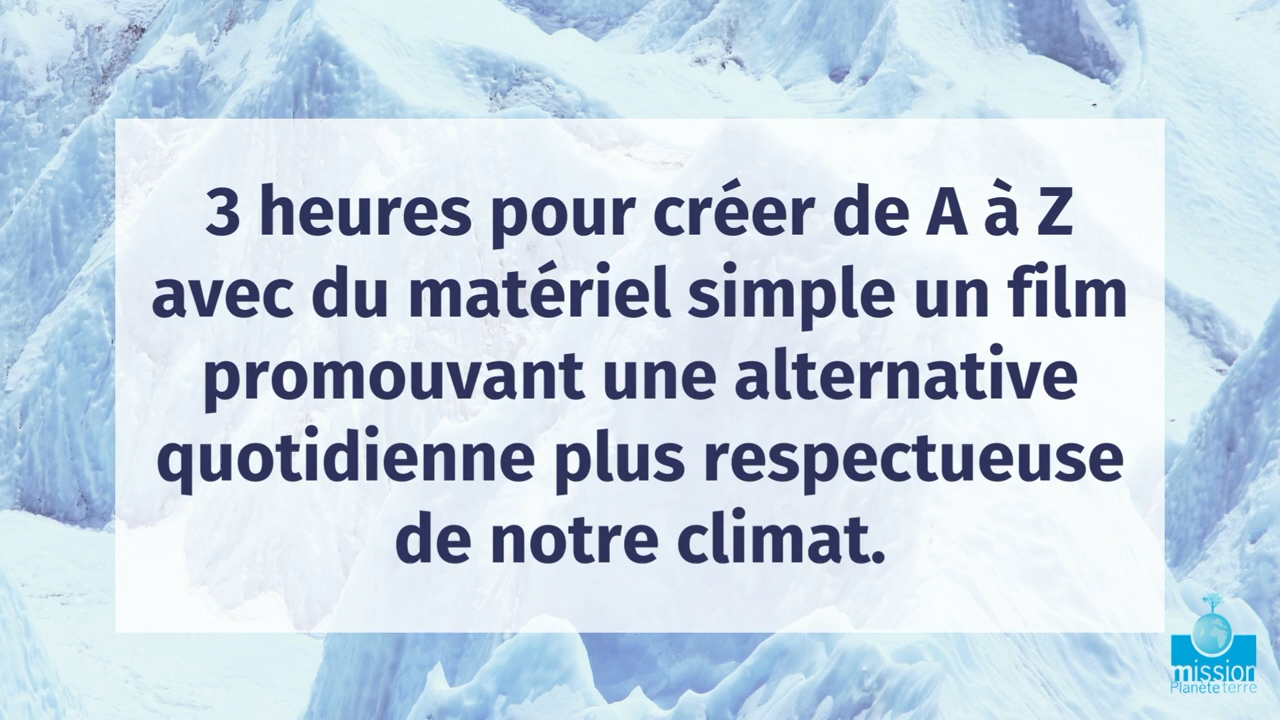 3 heures pour créer de A à Z
avec du matériel simple un film
promouvant une alternative
quotidienne plus respectueuse
de notre climat.
mission
Planète terre